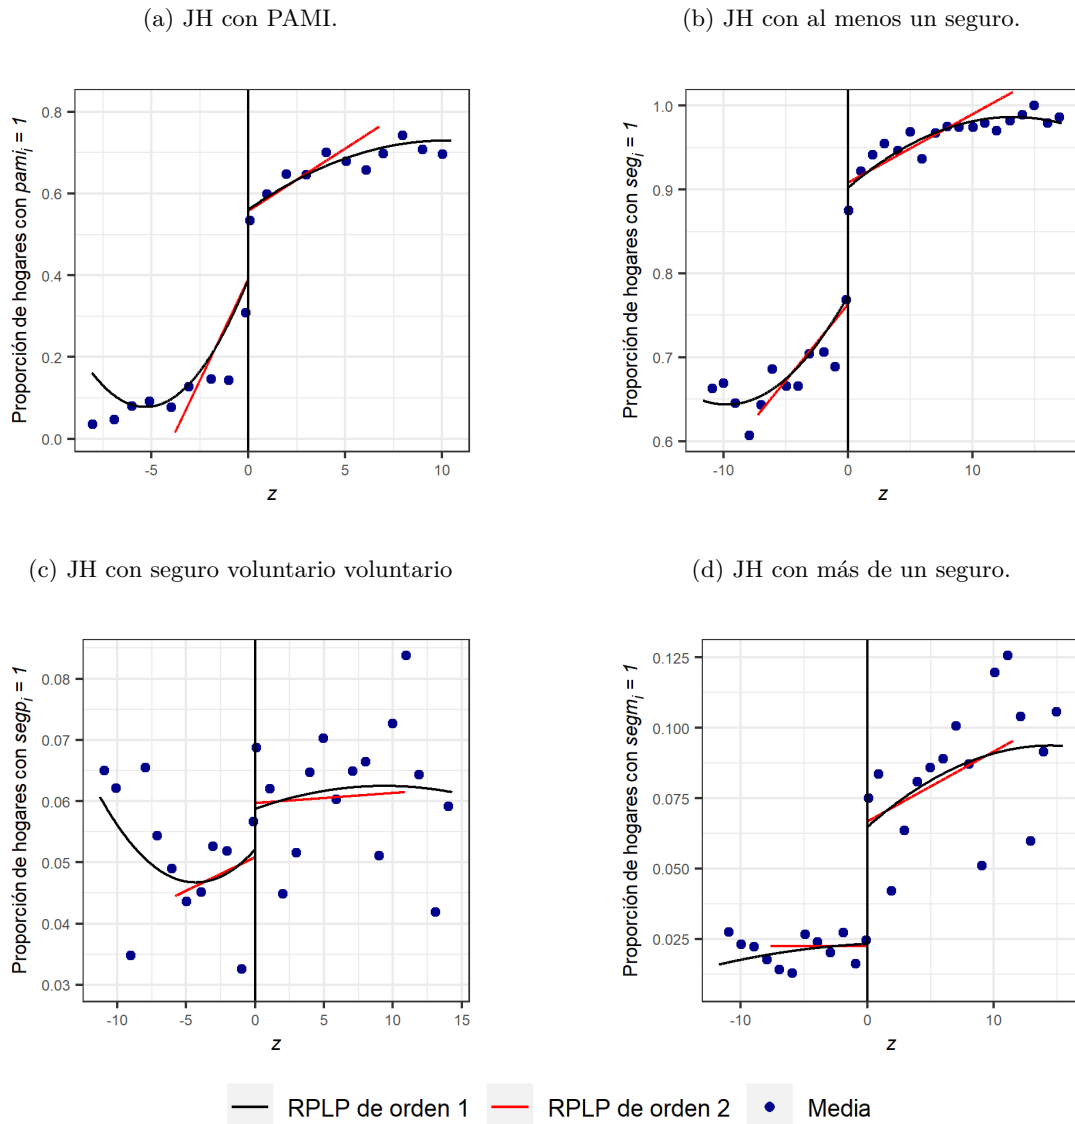 (a) JH con PAMI.
Proporción de hogares con pami_i = 1
0.8
0.6
0.4
0.2
0.0
-5 0 5 10
z
(b) JH con al menos un seguro.
Proporción de hogares con seg_i = 1
1.0
0.9
0.8
0.7
0.6
-10 0 10
z
(c) JH con seguro voluntario voluntario
Proporción de hogares con segp_i = 1
0.08
0.07
0.06
0.05
0.04
0.03
-10 -5 0 5 10 15
z
(d) JH con más de un seguro.
Proporción de hogares con segm_i = 1
0.125
0.100
0.075
0.050
0.025
-10 0 10
z
RPLP de orden 1 RPLP de orden 2 Media